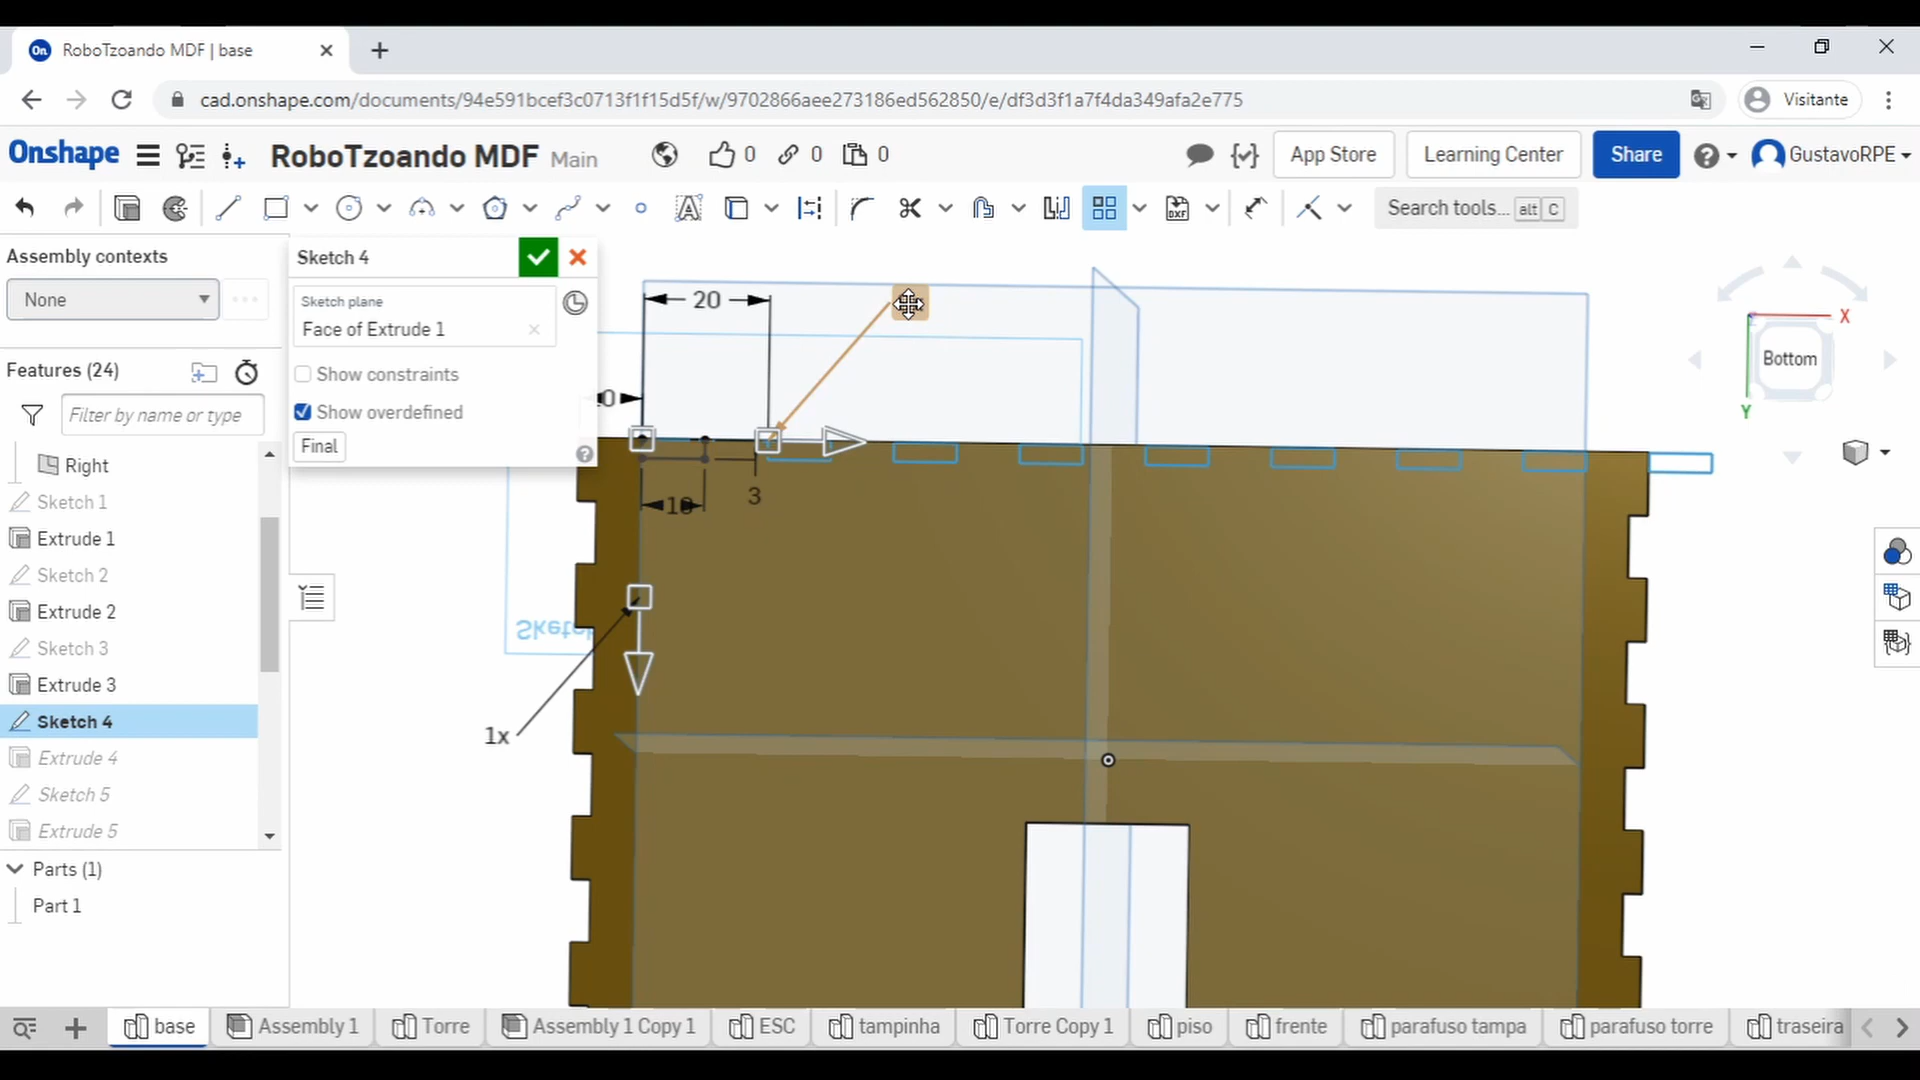 RoboTzoando MDF | base
cad.onshape.com/documents/94e591bcef3c0713f1f15d5f/w/9702866aee273186ed562850/e/df3d3f1a7f4da349afa2e775
Visitante
Onshape
RoboTzoando MDF Main
0
0
0
App Store
Learning Center
Share
GustavoRPE
Search tools... alt C
Assembly contexts
None
Features (24)
Filter by name or type
Right
Sketch 1
Extrude 1
Sketch 2
Extrude 2
Sketch 3
Extrude 3
Sketch 4
Extrude 4
Sketch 5
Extrude 5
Parts (1)
Part 1
Sketch 4
Sketch plane
Face of Extrude 1
Show constraints
Show overdefined
Final
20
10
3
1x
Bottom
X
Y
base
Assembly 1
Torre
Assembly 1 Copy 1
ESC
tampinha
Torre Copy 1
piso
frente
parafuso tampa
parafuso torre
traseira